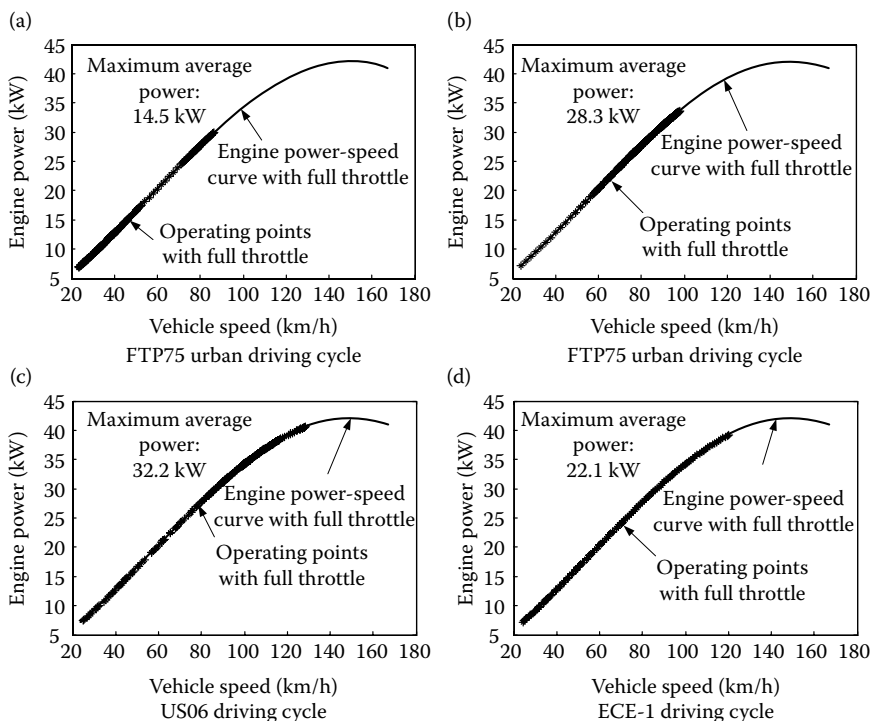 (a)
45
40
35
30
25
20
15
10
5
20 40 60 80 100 120 140 160 180
Engine power (kW)
Maximum average
power:
14.5 kW
Engine power-speed
curve with full throttle
Operating points
with full throttle
Vehicle speed (km/h)
FTP75 urban driving cycle
(b)
45
40
35
30
25
20
15
10
5
20 40 60 80 100 120 140 160 180
Engine power (kW)
Maximum average
power:
28.3 kW
Engine power-speed
curve with full throttle
Operating points
with full throttle
Vehicle speed (km/h)
FTP75 urban driving cycle
(c)
45
40
35
30
25
20
15
10
5
20 40 60 80 100 120 140 160 180
Engine power (kW)
Maximum average
power:
32.2 kW
Engine power-speed
curve with full throttle
Operating points
with full throttle
Vehicle speed (km/h)
US06 driving cycle
(d)
45
40
35
30
25
20
15
10
5
20 40 60 80 100 120 140 160 180
Engine power (kW)
Maximum average
power:
22.1 kW
Engine power-speed
curve with full throttle
Operating points
with full throttle
Vehicle speed (km/h)
ECE-1 driving cycle